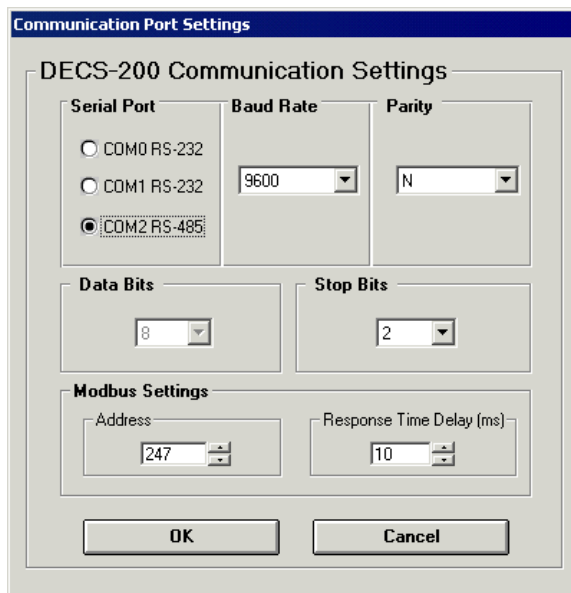 Communication Port Settings
DECS-200 Communication Settings
Serial Port
COM0 RS-232
COM1 RS-232
COM2 RS-485
Baud Rate
9600
Parity
N
Data Bits
8
Stop Bits
2
Modbus Settings
Address
247
Response Time Delay (ms)
10
OK
Cancel